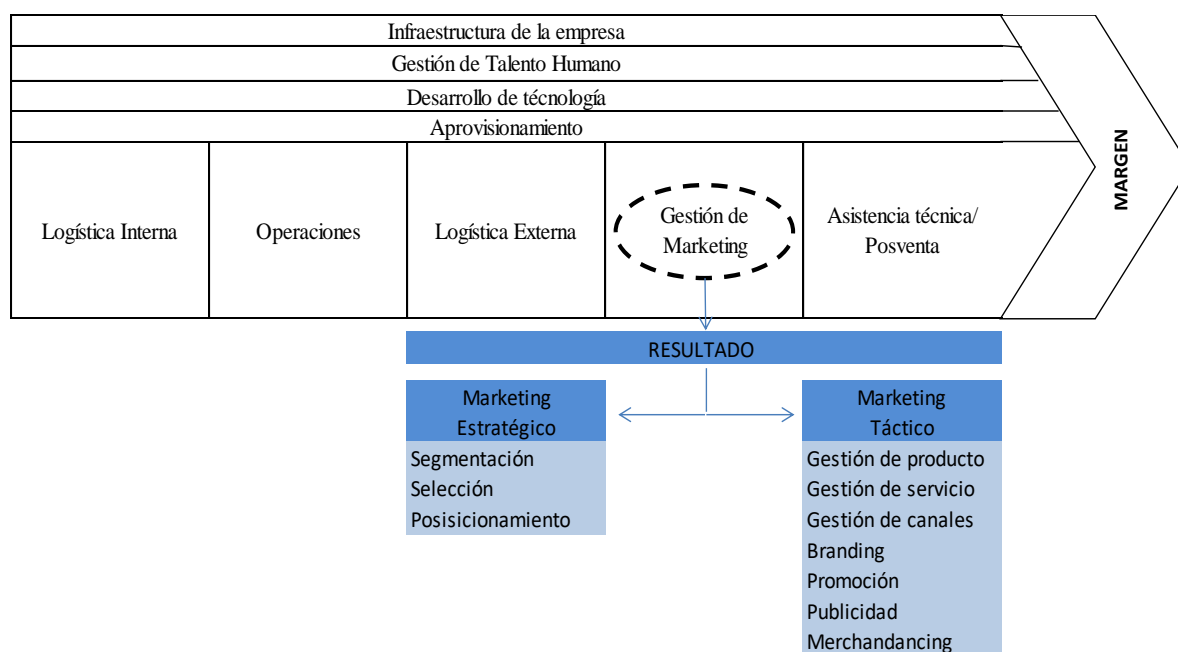 Infraestructura de la empresa
Gestión de Talento Humano
Desarrollo de técnología
Aprovisionamiento
MARGEN
Logística Interna
Operaciones
Logística Externa
Gestión de
Marketing
Asistencia técnica/
Posventa
RESULTADO
Marketing
Estratégico
Segmentación
Selección
Posisicionamiento
Marketing
Táctico
Gestión de producto
Gestión de servicio
Gestión de canales
Branding
Promoción
Publicidad
Merchandancing